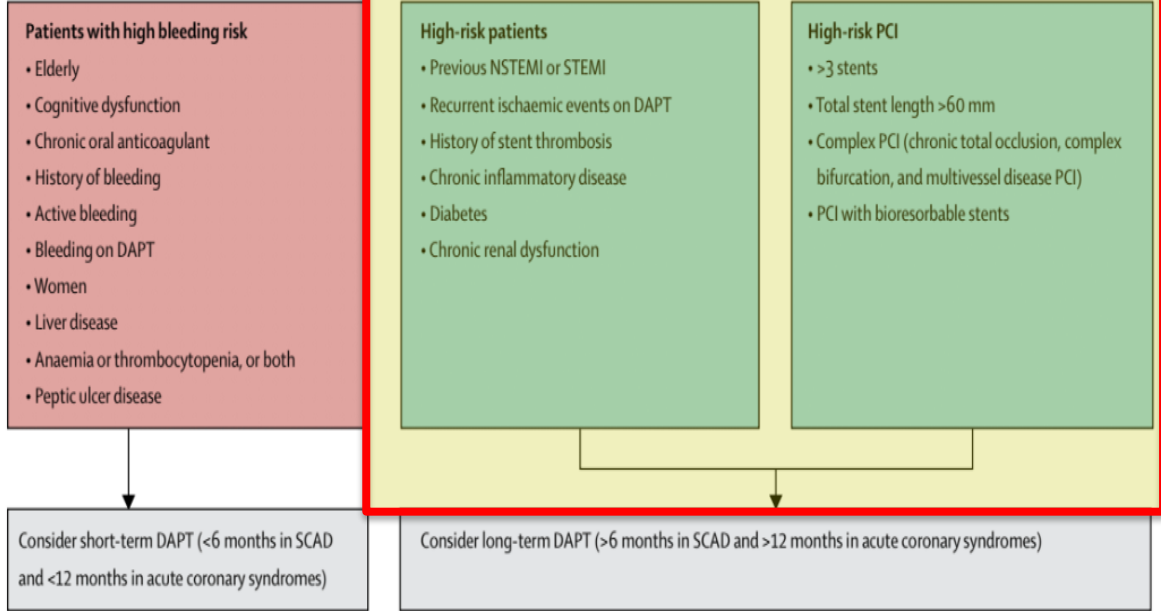 Patients with high bleeding risk
• Elderly
• Cognitive dysfunction
• Chronic oral anticoagulant
• History of bleeding
• Active bleeding
• Bleeding on DAPT
• Women
• Liver disease
• Anaemia or thrombocytopenia, or both
• Peptic ulcer disease
High-risk patients
• Previous NSTEMI or STEMI
• Recurrent ischaemic events on DAPT
• History of stent thrombosis
• Chronic inflammatory disease
• Diabetes
• Chronic renal dysfunction
High-risk PCI
• >3 stents
• Total stent length >60 mm
• Complex PCI (chronic total occlusion, complex
bifurcation, and multivessel disease PCI)
• PCI with bioresorbable stents
Consider short-term DAPT (<6 months in SCAD
and <12 months in acute coronary syndromes)
Consider long-term DAPT (>6 months in SCAD and >12 months in acute coronary syndromes)